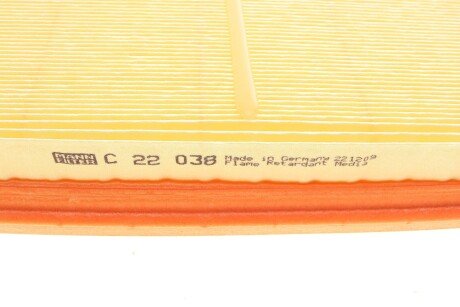 MANN FILTER C 22 038 Made in Germany 221209
Flame Retardant Media